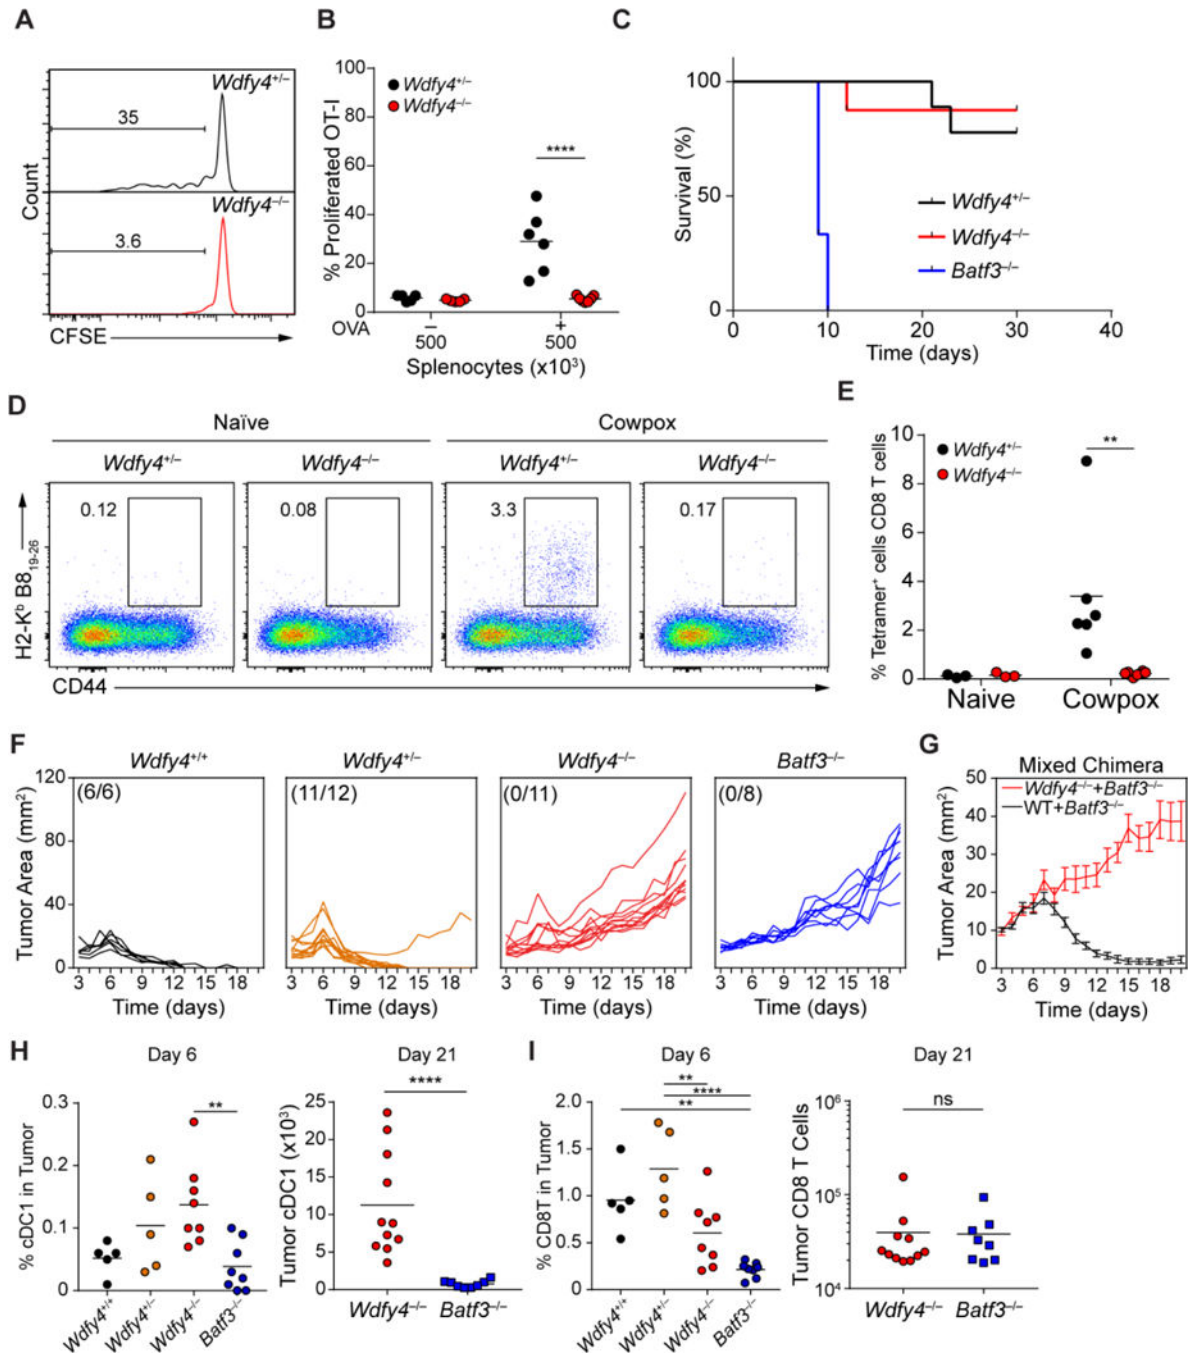 A
Wdfy4+/–
35
Wdfy4–/–
3.6
Count
CFSE
B
% Proliferated OT-I
100
80
60
40
20
0
Wdfy4+/–
Wdfy4–/–
****
OVA – +
500 500
Splenocytes (x10³)
C
Survival (%)
100
50
0
Wdfy4+/–
Wdfy4–/–
Batf3–/–
0 10 20 30 40
Time (days)
D
Naïve Cowpox
Wdfy4+/– Wdfy4–/– Wdfy4+/– Wdfy4–/–
0.12 0.08 3.3 0.17
H2-Kᵇ B8₁₉₋₂₆
CD44
E
% Tetramer⁺ cells CD8 T cells
10
8
6
4
2
0
Wdfy4+/–
Wdfy4–/–
**
Naive Cowpox
F
Wdfy4+/+ Wdfy4+/– Wdfy4–/– Batf3–/–
Tumor Area (mm²)
120
80
40
0
(6/6) (11/12) (0/11) (0/8)
3 6 9 12 15 18 3 6 9 12 15 18 3 6 9 12 15 18 3 6 9 12 15 18
Time (days) Time (days) Time (days) Time (days)
G
Mixed Chimera
Wdfy4–/–+Batf3–/–
WT+Batf3–/–
Tumor Area (mm²)
50
40
30
20
10
0
3 6 9 12 15 18
Time (days)
H
Day 6
% cDC1 in Tumor
0.3
0.2
0.1
0
**
Wdfy4+/+ Wdfy4+/– Wdfy4–/– Batf3–/–
Day 21
Tumor cDC1 (x10³)
25
20
15
10
5
0
****
Wdfy4–/– Batf3–/–
I
Day 6
% CD8T in Tumor
2.0
1.5
1.0
0.5
0
**
****
**
Wdfy4+/+ Wdfy4+/– Wdfy4–/– Batf3–/–
Day 21
Tumor CD8 T Cells
10⁶
10⁵
10⁴
ns
Wdfy4–/– Batf3–/–